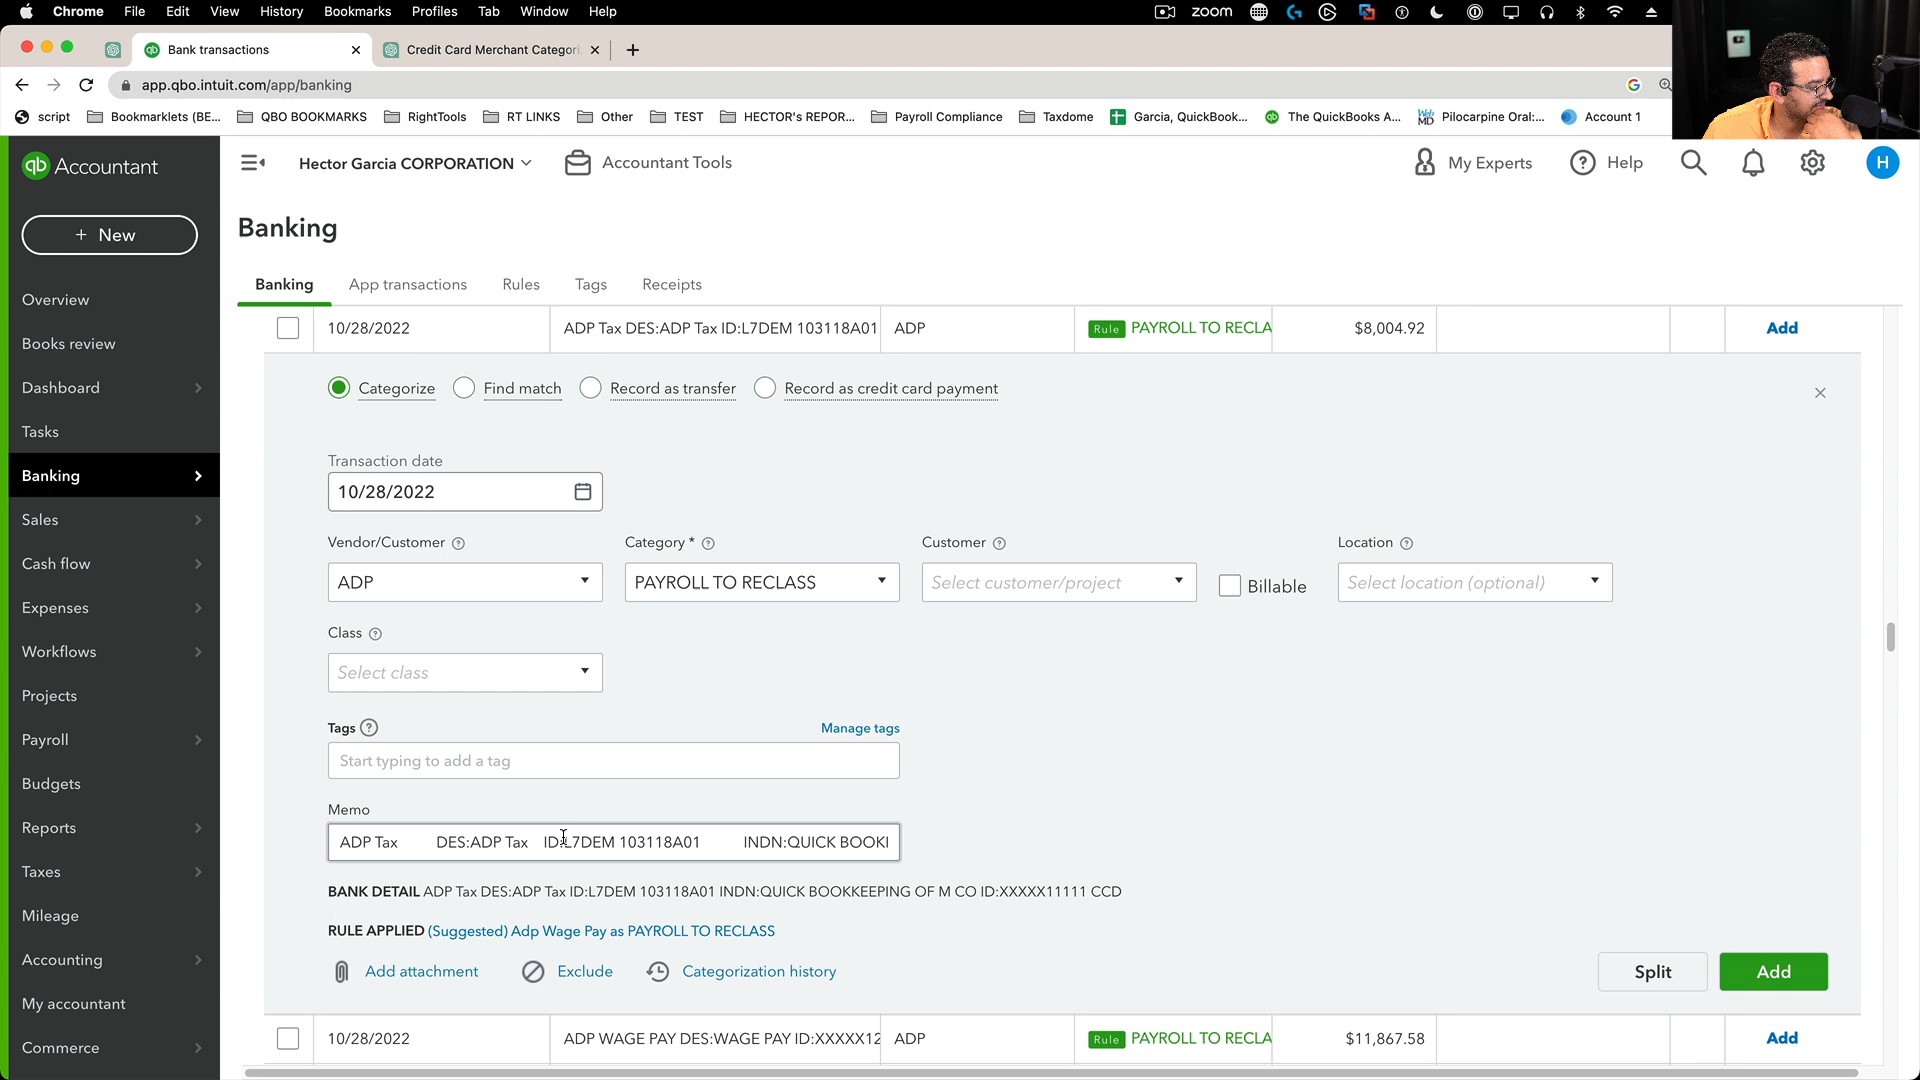 Chrome File Edit View History Bookmarks Profiles Tab Window Help zoom
Bank transactions Credit Card Merchant Categori
app.qbo.intuit.com/app/banking
script Bookmarklets (BE... QBO BOOKMARKS RightTools RT LINKS Other TEST HECTOR's REPOR... Payroll Compliance Taxdome Garcia, QuickBook... The QuickBooks A... Pilocarpine Oral:... Account 1
qb Accountant Hector Garcia CORPORATION Accountant Tools My Experts Help H
+ New
Banking
Banking App transactions Rules Tags Receipts
Overview
Books review
Dashboard
Tasks
Banking
Sales
Cash flow
Expenses
Workflows
Projects
Payroll
Budgets
Reports
Taxes
Mileage
Accounting
My accountant
Commerce
10/28/2022 ADP Tax DES:ADP Tax ID:L7DEM 103118A01 ADP Rule PAYROLL TO RECLA $8,004.92 Add
Categorize Find match Record as transfer Record as credit card payment
Transaction date
10/28/2022
Vendor/Customer Category * Customer Location
ADP PAYROLL TO RECLASS Select customer/project Billable Select location (optional)
Class
Select class
Tags Manage tags
Start typing to add a tag
Memo
ADP Tax DES:ADP Tax ID:L7DEM 103118A01 INDN:QUICK BOOKI
BANK DETAIL ADP Tax DES:ADP Tax ID:L7DEM 103118A01 INDN:QUICK BOOKKEEPING OF M CO ID:XXXXX11111 CCD
RULE APPLIED (Suggested) Adp Wage Pay as PAYROLL TO RECLASS
Add attachment Exclude Categorization history Split Add
10/28/2022 ADP WAGE PAY DES:WAGE PAY ID:XXXXX12 ADP Rule PAYROLL TO RECLA $11,867.58 Add